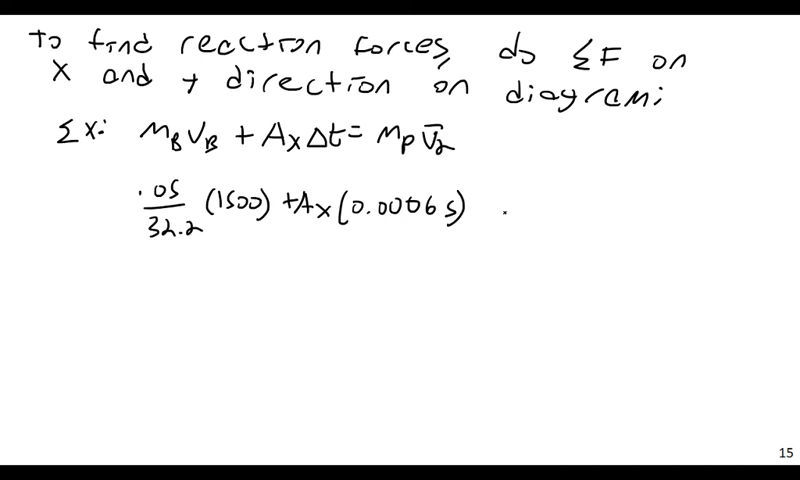 To find reaction forces, do ΣF on
x and y direction on diagram;
Σx: m_B v_B + A_x Δt = m_p v̄_2
.05/32.2 (1500) + A_x (0.0006 s)
15